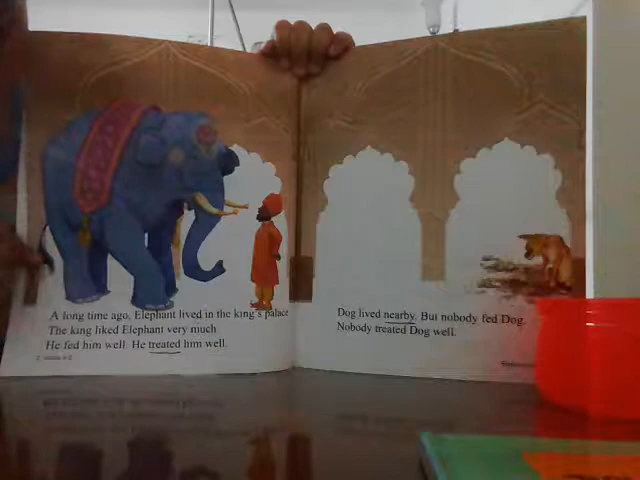 A long time ago, Elephant lived in the king's palace
The king liked Elephant very much
He fed him well. He treated him well.
Dog lived nearby. But nobody fed Dog.
Nobody treated Dog well.